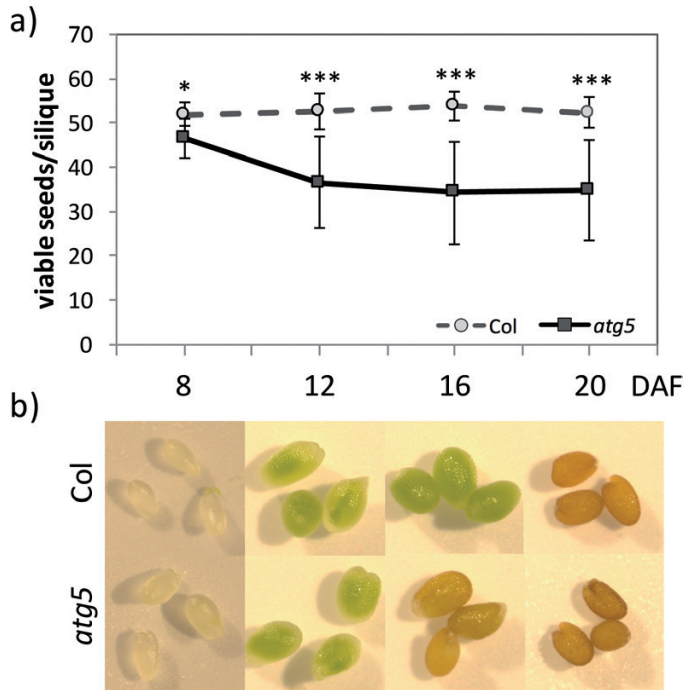 a)
viable seeds/silique
70
60
50
40
30
20
10
0
* *** *** ***
Col atg5
8 12 16 20 DAF
b)
Col
atg5